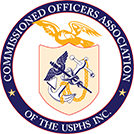 COMMISSIONED OFFICERS ASSOCIATION
OF THE USPHS INC.